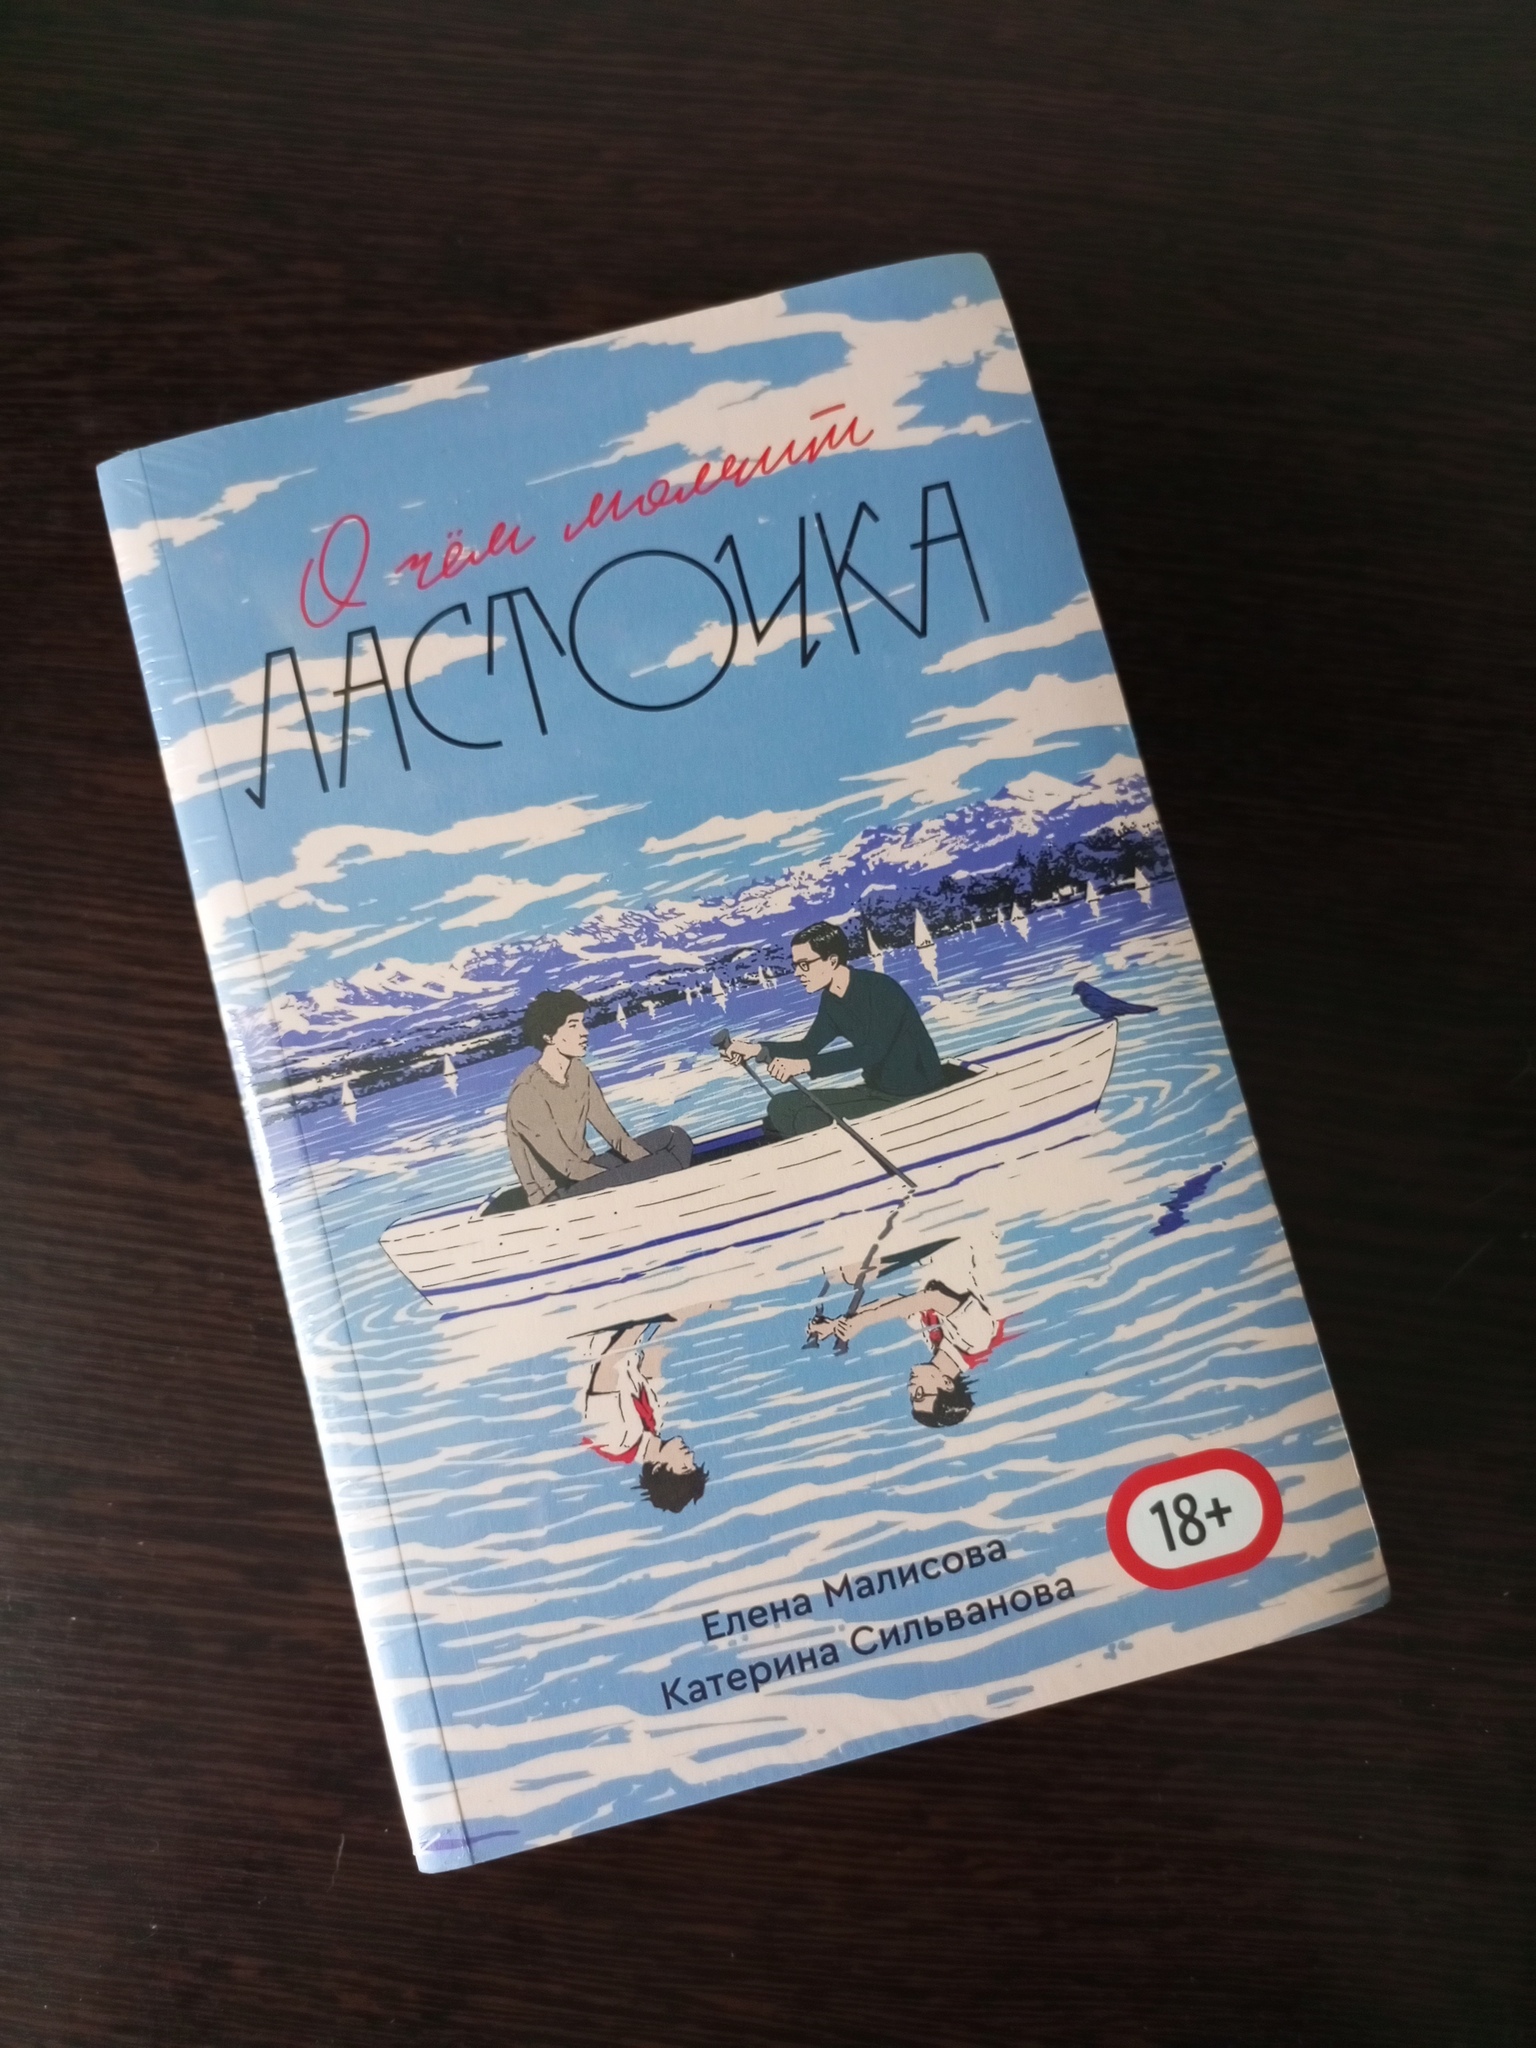 О чём молчит
ЛАСТОЧКА
18+
Елена Малисова
Катерина Сильванова